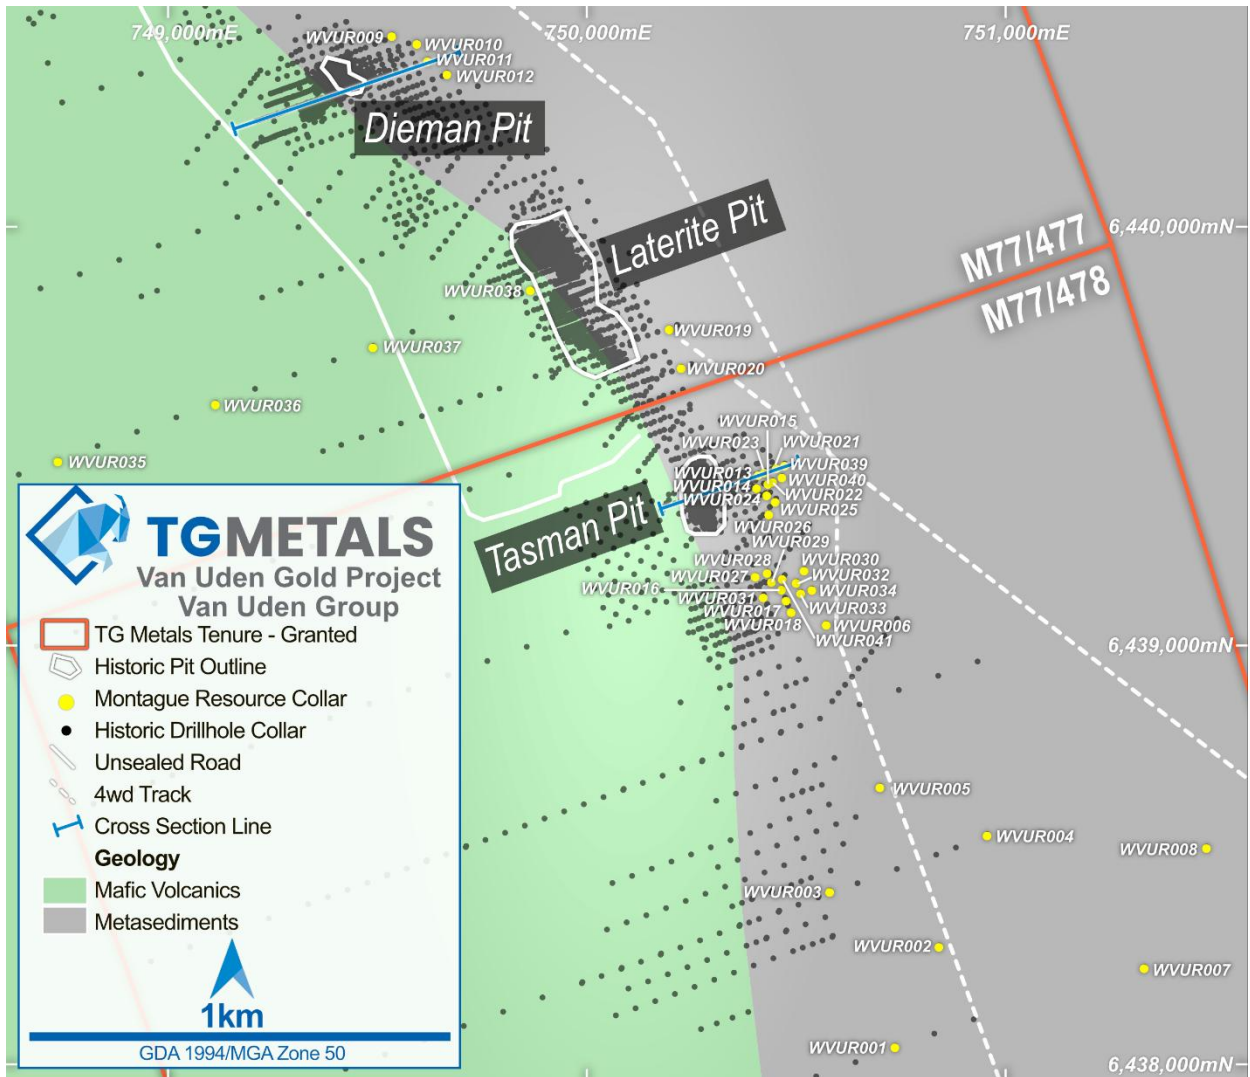 749,000mE
750,000mE
751,000mE
WVUR009
WVUR010
WVUR011
WVUR012
Dieman Pit
Laterite Pit
6,440,000mN
M77/477
M77/478
WVUR038
WVUR019
WVUR037
WVUR020
WVUR036
WVUR015
WVUR023
WVUR021
WVUR035
WVUR013
WVUR039
WVUR014
WVUR040
WVUR024
WVUR022
WVUR025
Tasman Pit
WVUR026
WVUR029
WVUR028
WVUR030
WVUR027
WVUR032
WVUR016
WVUR034
WVUR031
WVUR033
WVUR017
WVUR018
WVUR006
WVUR041
6,439,000mN
WVUR005
WVUR004
WVUR008
WVUR003
WVUR002
WVUR007
WVUR001
6,438,000mN
TGMETALS
Van Uden Gold Project
Van Uden Group
TG Metals Tenure - Granted
Historic Pit Outline
Montague Resource Collar
Historic Drillhole Collar
Unsealed Road
4wd Track
Cross Section Line
Geology
Mafic Volcanics
Metasediments
1km
GDA 1994/MGA Zone 50